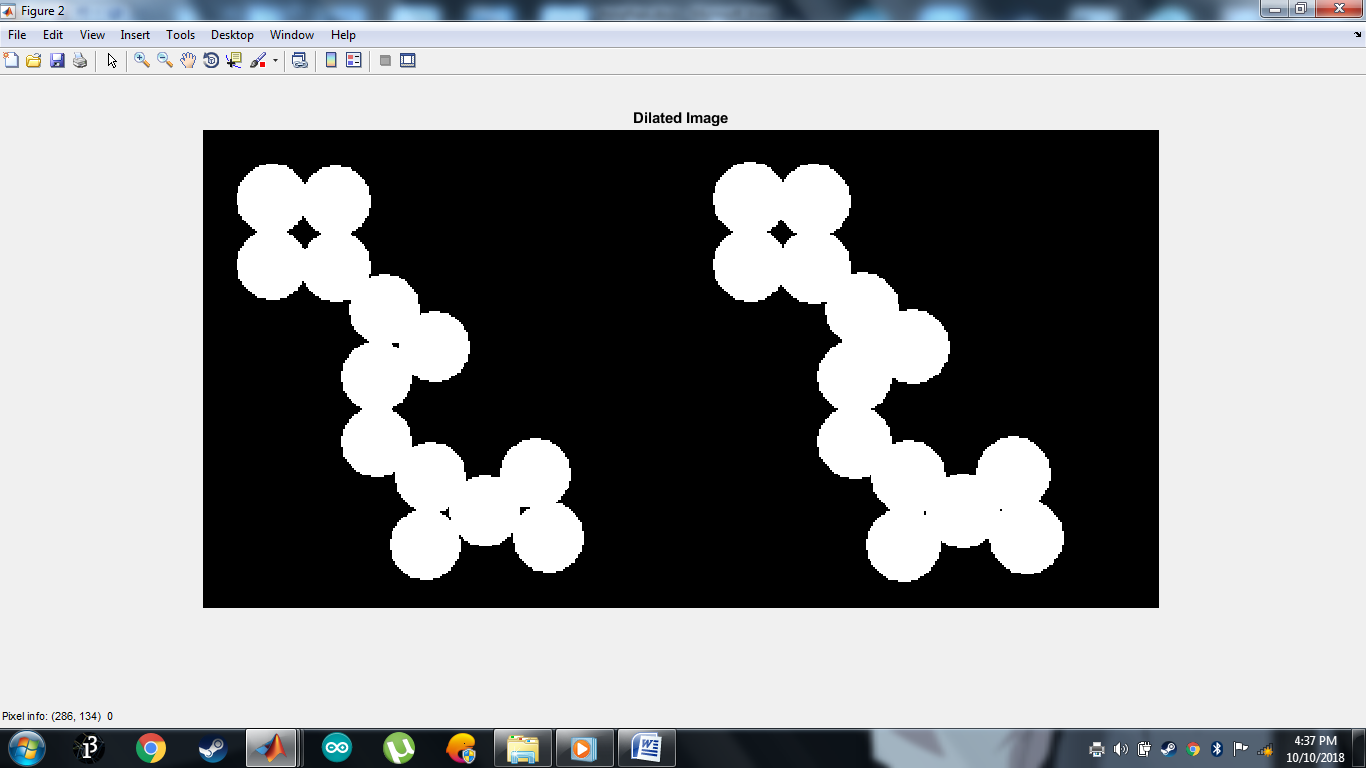 Figure 2
File Edit View Insert Tools Desktop Window Help
Dilated Image
Pixel info: (286, 134) 0
4:37 PM
10/10/2018